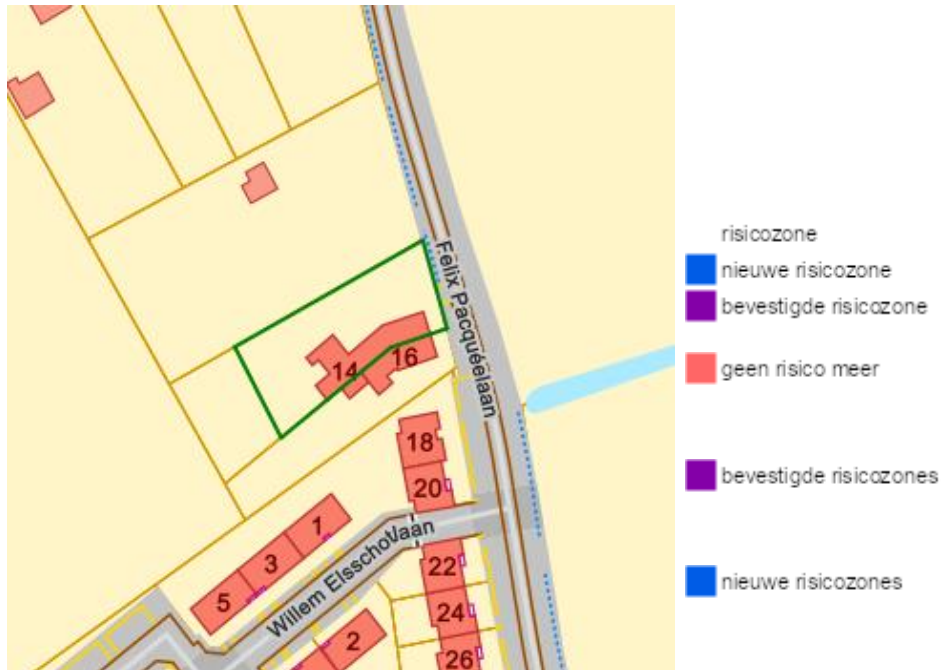 Felix Pacquéelaan
14
16
18
20
1
3
5
Willem Elsschotlaan
22
24
26
2
risicozone
nieuwe risicozone
bevestigde risicozone
geen risico meer
bevestigde risicozones
nieuwe risicozones